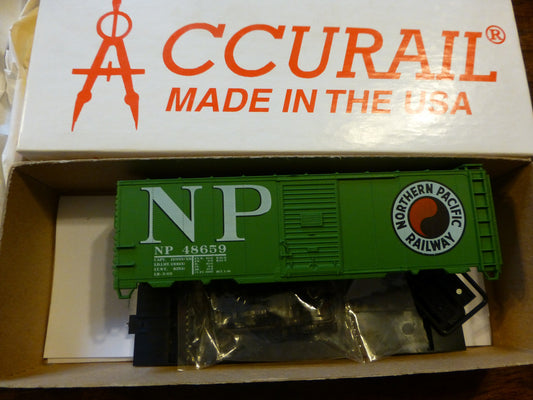 ACCURAIL®
MADE IN THE USA
NP
NP 48659
NORTHERN PACIFIC
RAILWAY